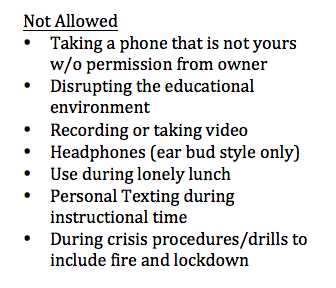 Not Allowed
• Taking a phone that is not yours
w/o permission from owner
• Disrupting the educational
environment
• Recording or taking video
• Headphones (ear bud style only)
• Use during lonely lunch
• Personal Texting during
instructional time
• During crisis procedures/drills to
include fire and lockdown